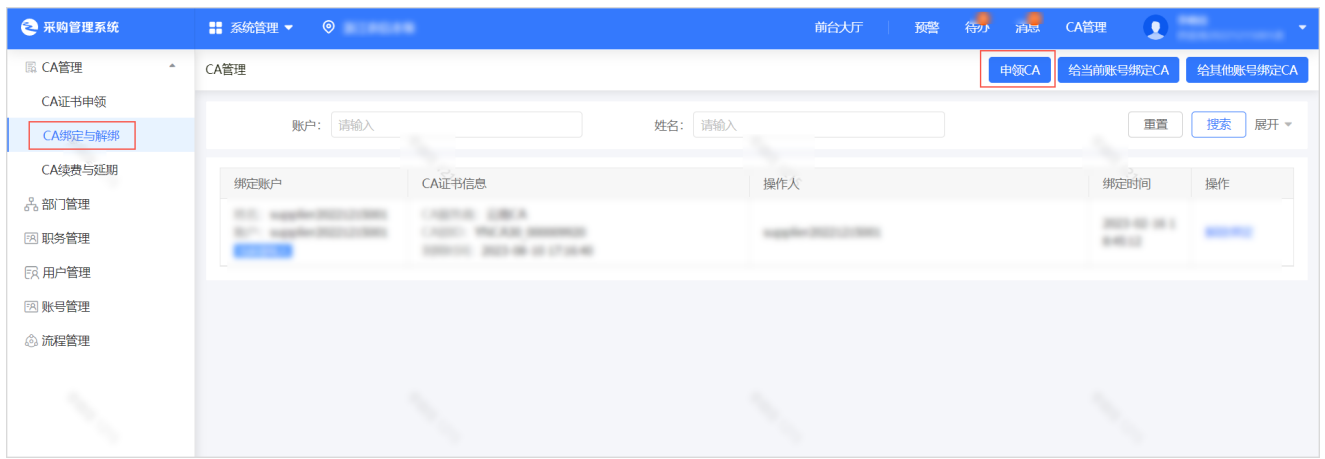 采购管理系统 系统管理 前台大厅 预警 待办 消息 CA管理
CA管理
CA证书申领
CA绑定与解绑
CA续费与延期
部门管理
职务管理
用户管理
账号管理
流程管理
CA管理 申领CA 给当前账号绑定CA 给其他账号绑定CA
账户: 请输入 姓名: 请输入 重置 搜索 展开
绑定账户 CA证书信息 操作人 绑定时间 操作